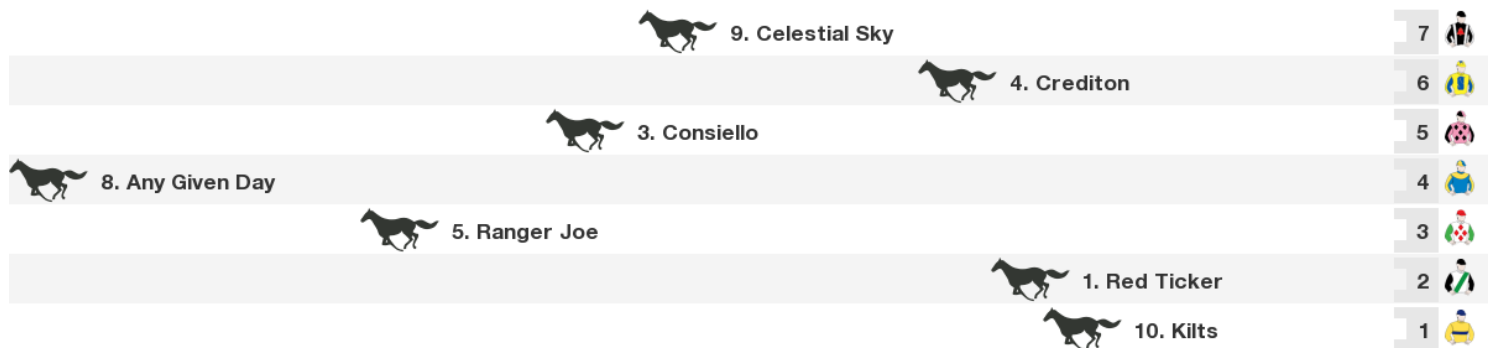 9. Celestial Sky 7
4. Crediton 6
3. Consiello 5
8. Any Given Day 4
5. Ranger Joe 3
1. Red Ticker 2
10. Kilts 1